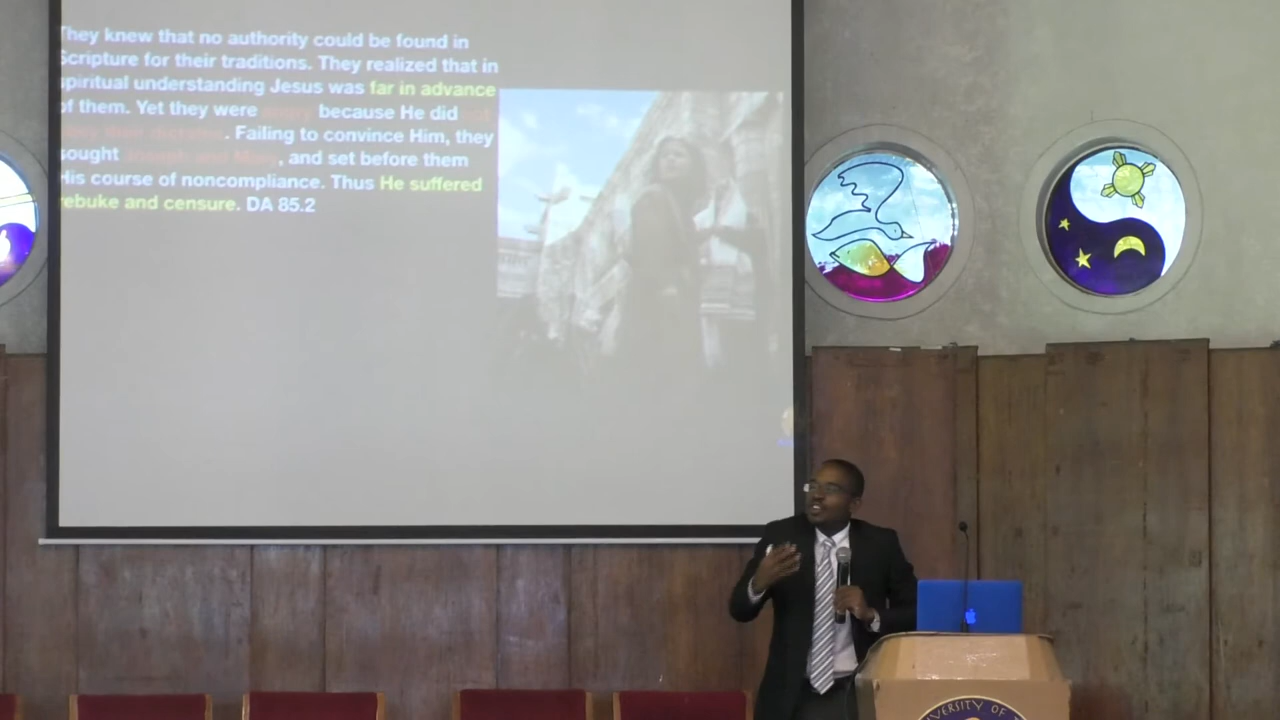 They knew that no authority could be found in
Scripture for their traditions. They realized that in
spiritual understanding Jesus was far in advance
of them. Yet they were angry because He did
. Failing to convince Him, they
sought , and set before them
His course of noncompliance. Thus He suffered
rebuke and censure. DA 85.2
VERSITY OF